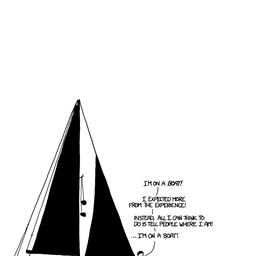 I'M ON A BOAT!
I EXPECTED MORE
FROM THE EXPERIENCE!
INSTEAD, ALL I CAN THINK TO
DO IS TELL PEOPLE WHERE I AM!
...I'M ON A BOAT!